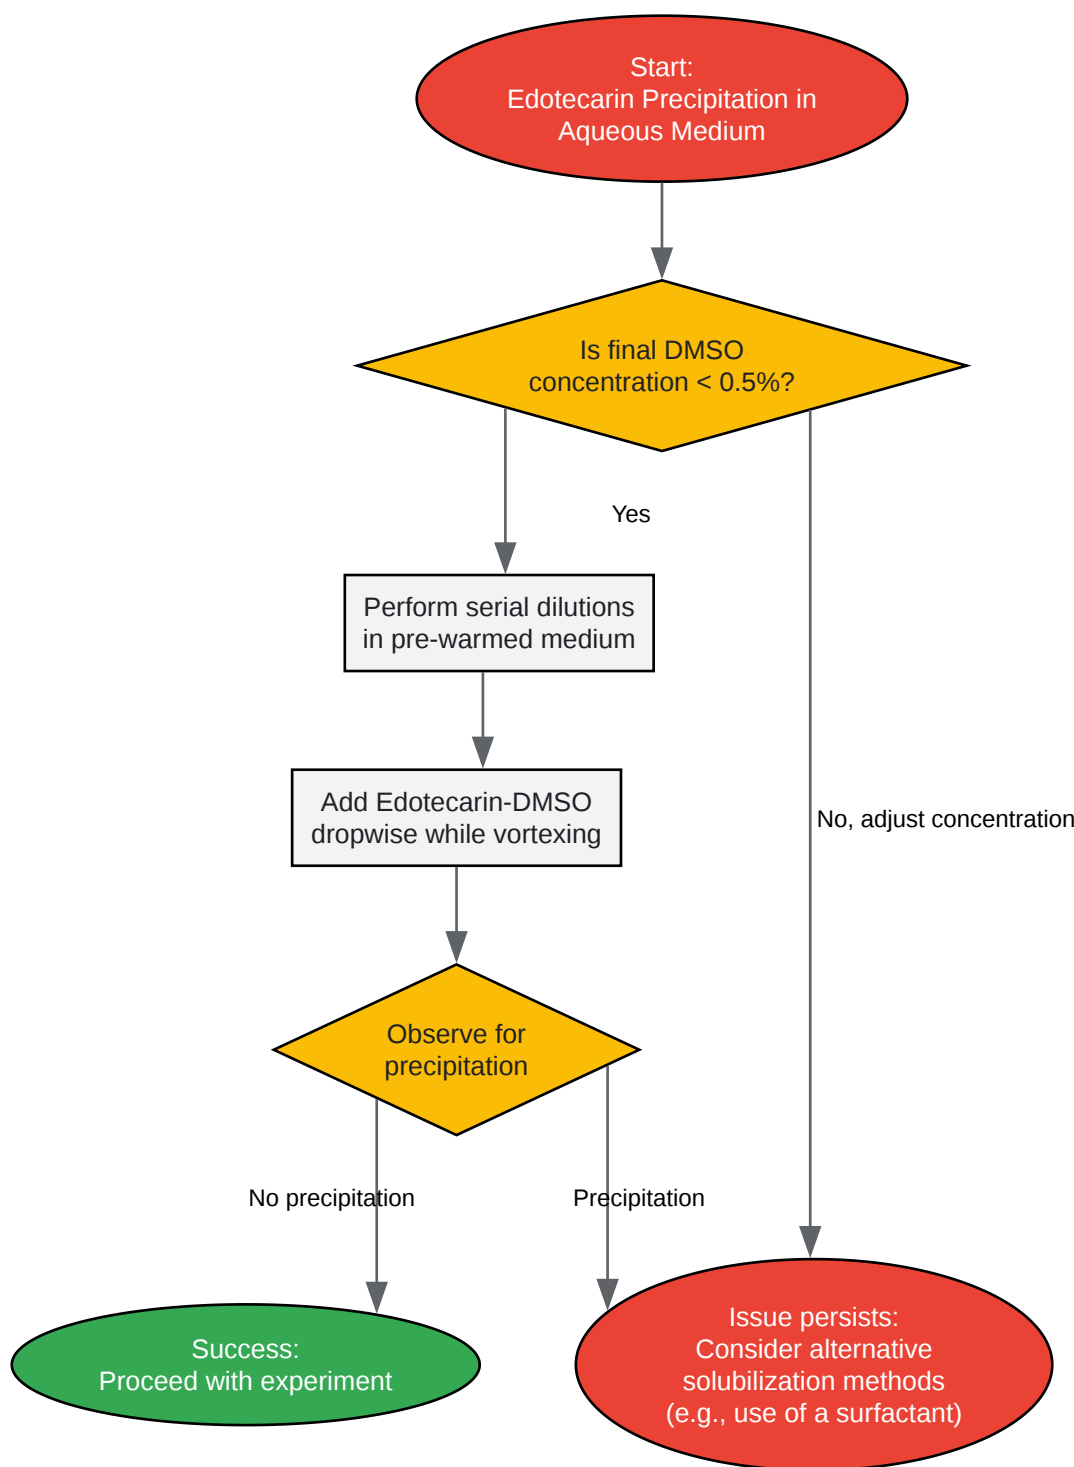 Start:
Edotecarin Precipitation in
Aqueous Medium
Is final DMSO
concentration < 0.5%?
Yes
Perform serial dilutions
in pre-warmed medium
No, adjust concentration
Add Edotecarin-DMSO
dropwise while vortexing
Observe for
precipitation
No precipitation
Precipitation
Success:
Proceed with experiment
Issue persists:
Consider alternative
solubilization methods
(e.g., use of a surfactant)